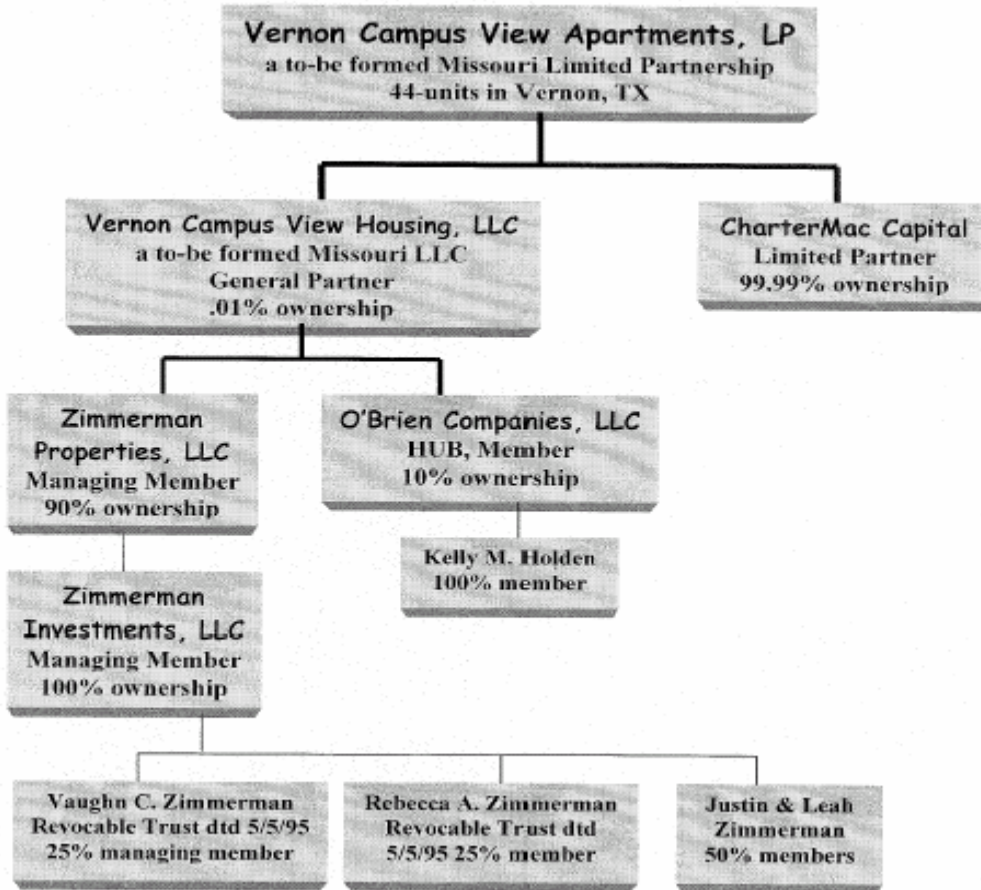 Vernon Campus View Apartments, LP
a to-be formed Missouri Limited Partnership
44-units in Vernon, TX
Vernon Campus View Housing, LLC
a to-be formed Missouri LLC
General Partner
.01% ownership
CharterMac Capital
Limited Partner
99.99% ownership
Zimmerman
Properties, LLC
Managing Member
90% ownership
O'Brien Companies, LLC
HUB, Member
10% ownership
Kelly M. Holden
100% member
Zimmerman
Investments, LLC
Managing Member
100% ownership
Vaughn C. Zimmerman
Revocable Trust dtd 5/5/95
25% managing member
Rebecca A. Zimmerman
Revocable Trust dtd
5/5/95 25% member
Justin & Leah
Zimmerman
50% members